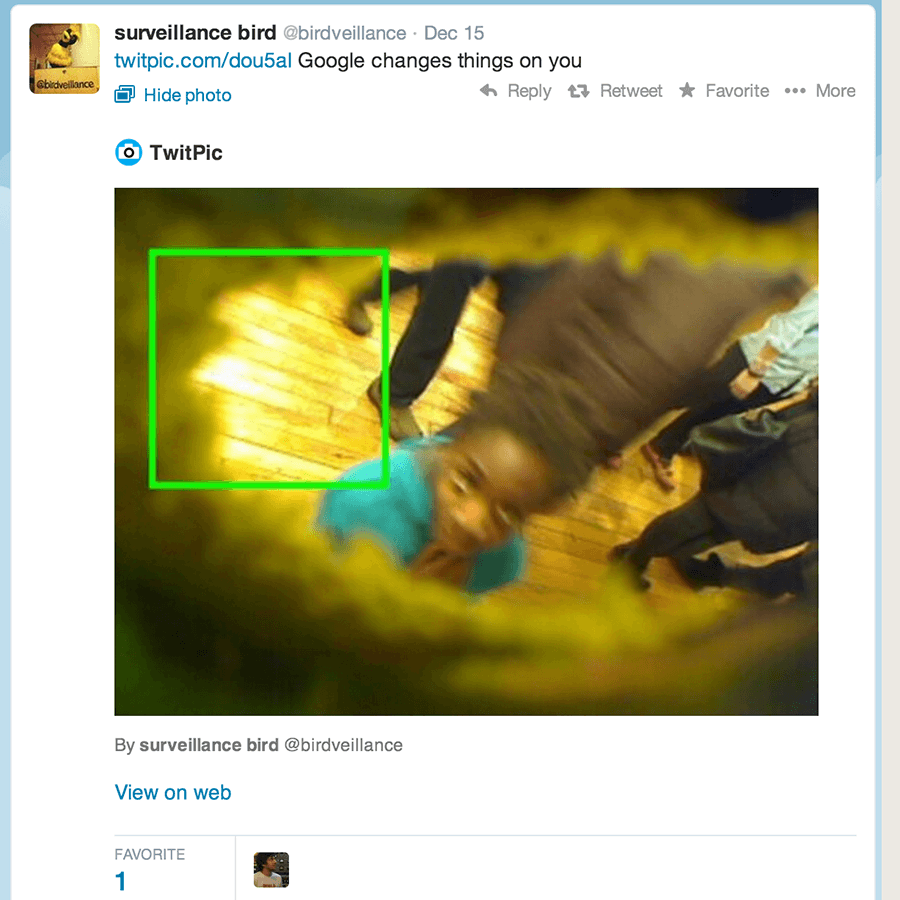 surveillance bird @birdveillance · Dec 15
twitpic.com/dou5al Google changes things on you
Hide photo
Reply Retweet Favorite More
@birdveillance
TwitPic
By surveillance bird @birdveillance
View on web
FAVORITE
1